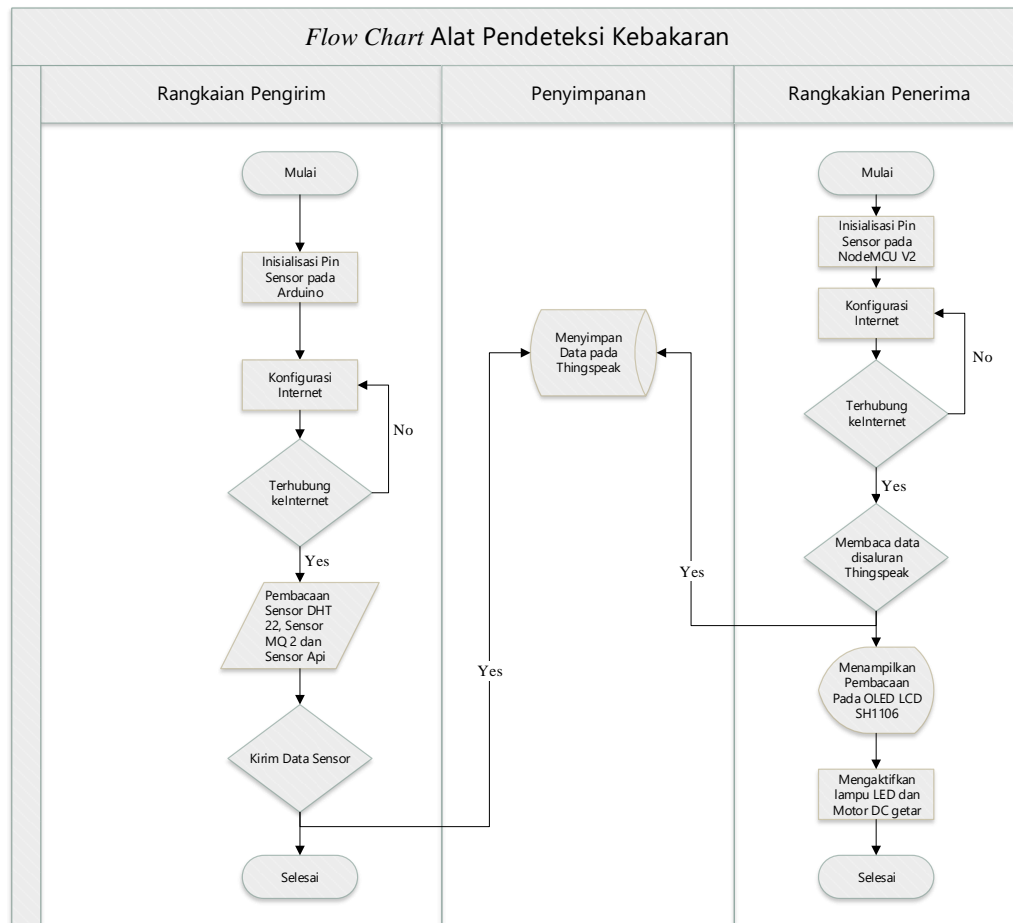 Flow Chart Alat Pendeteksi Kebakaran
Rangkaian Pengirim
Penyimpanan
Rangkakian Penerima
Mulai
Inisialisasi Pin
Sensor pada
Arduino
Konfigurasi
Internet
No
Terhubung
keInternet
Yes
Pembacaan
Sensor DHT
22, Sensor
MQ 2 dan
Sensor Api
Kirim Data Sensor
Yes
Selesai
Menyimpan
Data pada
Thingspeak
Mulai
Inisialisasi Pin
Sensor pada
NodeMCU V2
Konfigurasi
Internet
No
Terhubung
keInternet
Yes
Membaca data
disaluran
Thingspeak
Yes
Menampilkan
Pembacaan
Pada OLED LCD
SH1106
Mengaktifkan
lampu LED dan
Motor DC getar
Selesai